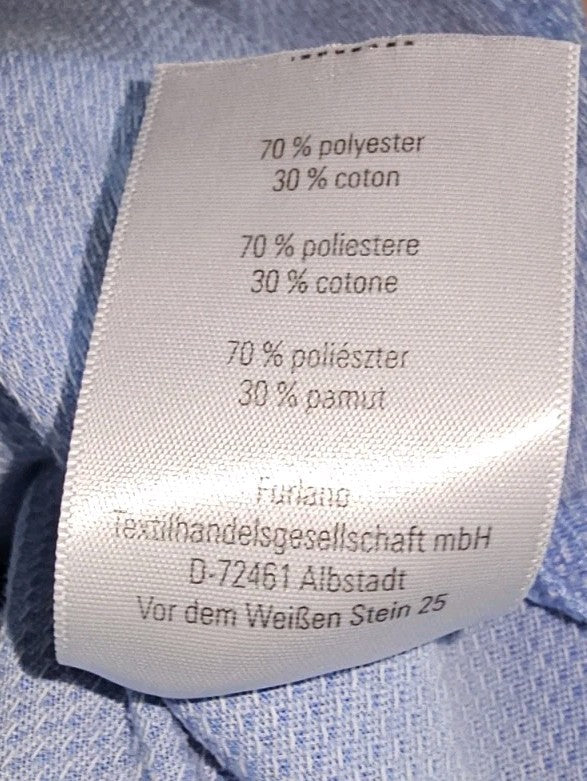 70 % polyester
30 % coton
70 % poliestere
30 % cotone
70 % poliészter
30 % pamut
Furlano
Textilhandelsgesellschaft mbH
D-72461 Albstadt
Vor dem Weißen Stein 25